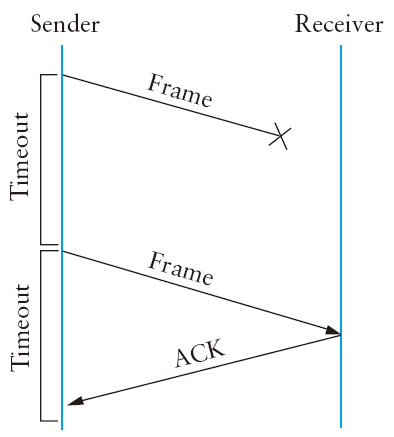 Sender
Receiver
Frame
Timeout
Frame
Timeout
ACK